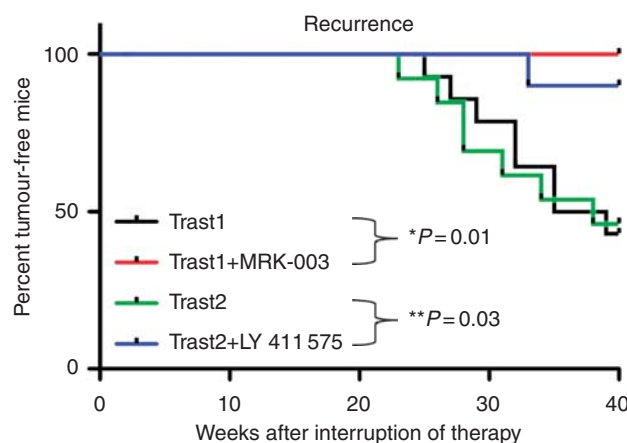 Recurrence
100
50
0
Percent tumour-free mice
Trast1
Trast1+MRK-003
*P=0.01
Trast2
Trast2+LY 411 575
**P=0.03
0 10 20 30 40
Weeks after interruption of therapy